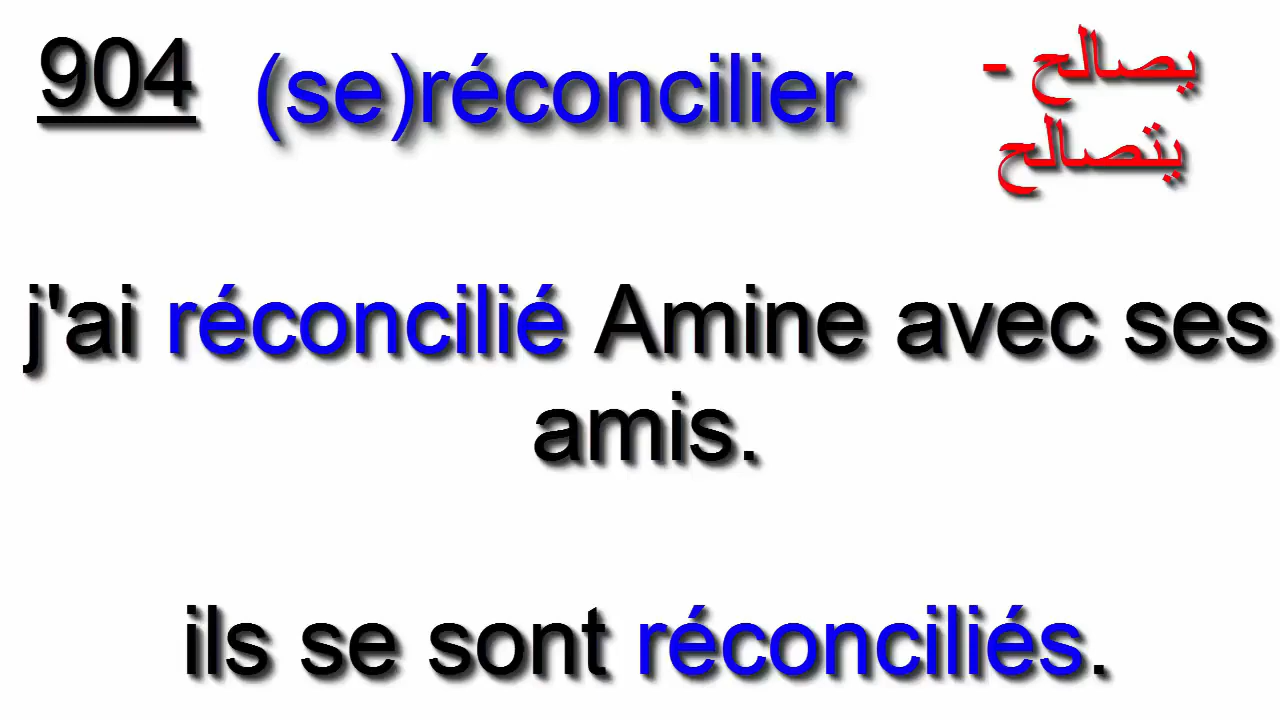 904 (se)réconcilier
يصالح -
يتصالح
j'ai réconcilié Amine avec ses
amis.
ils se sont réconciliés.